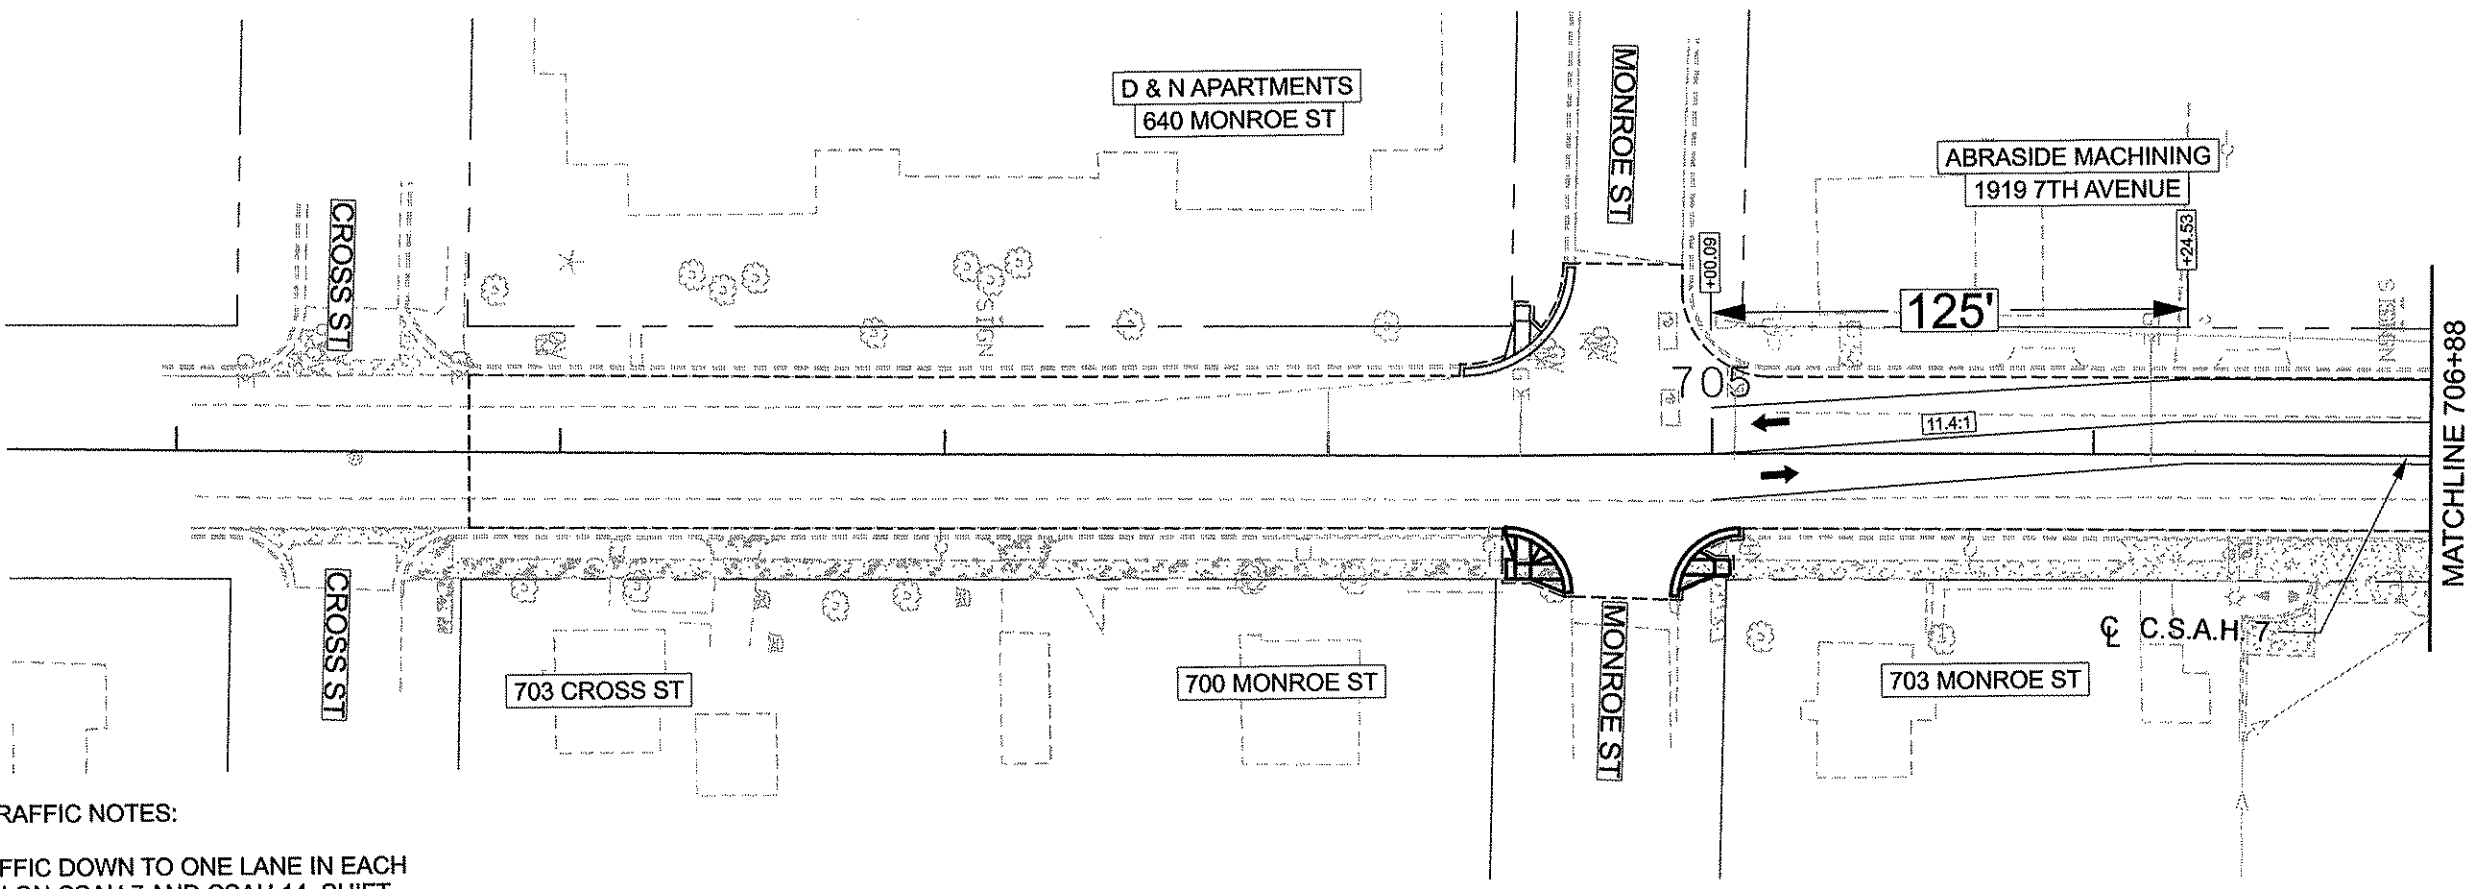 D & N APARTMENTS
640 MONROE ST
MONROE ST
ABRASIDE MACHINING
1919 7TH AVENUE
CROSS ST
+00.09
+24.53
125'
SIGN
705
11.4:1
MATCHLINE 706+88
CROSS ST
MONROE ST
℄ C.S.A.H. 7
703 CROSS ST
700 MONROE ST
703 MONROE ST
RAFFIC NOTES:
FFIC DOWN TO ONE LANE IN EACH